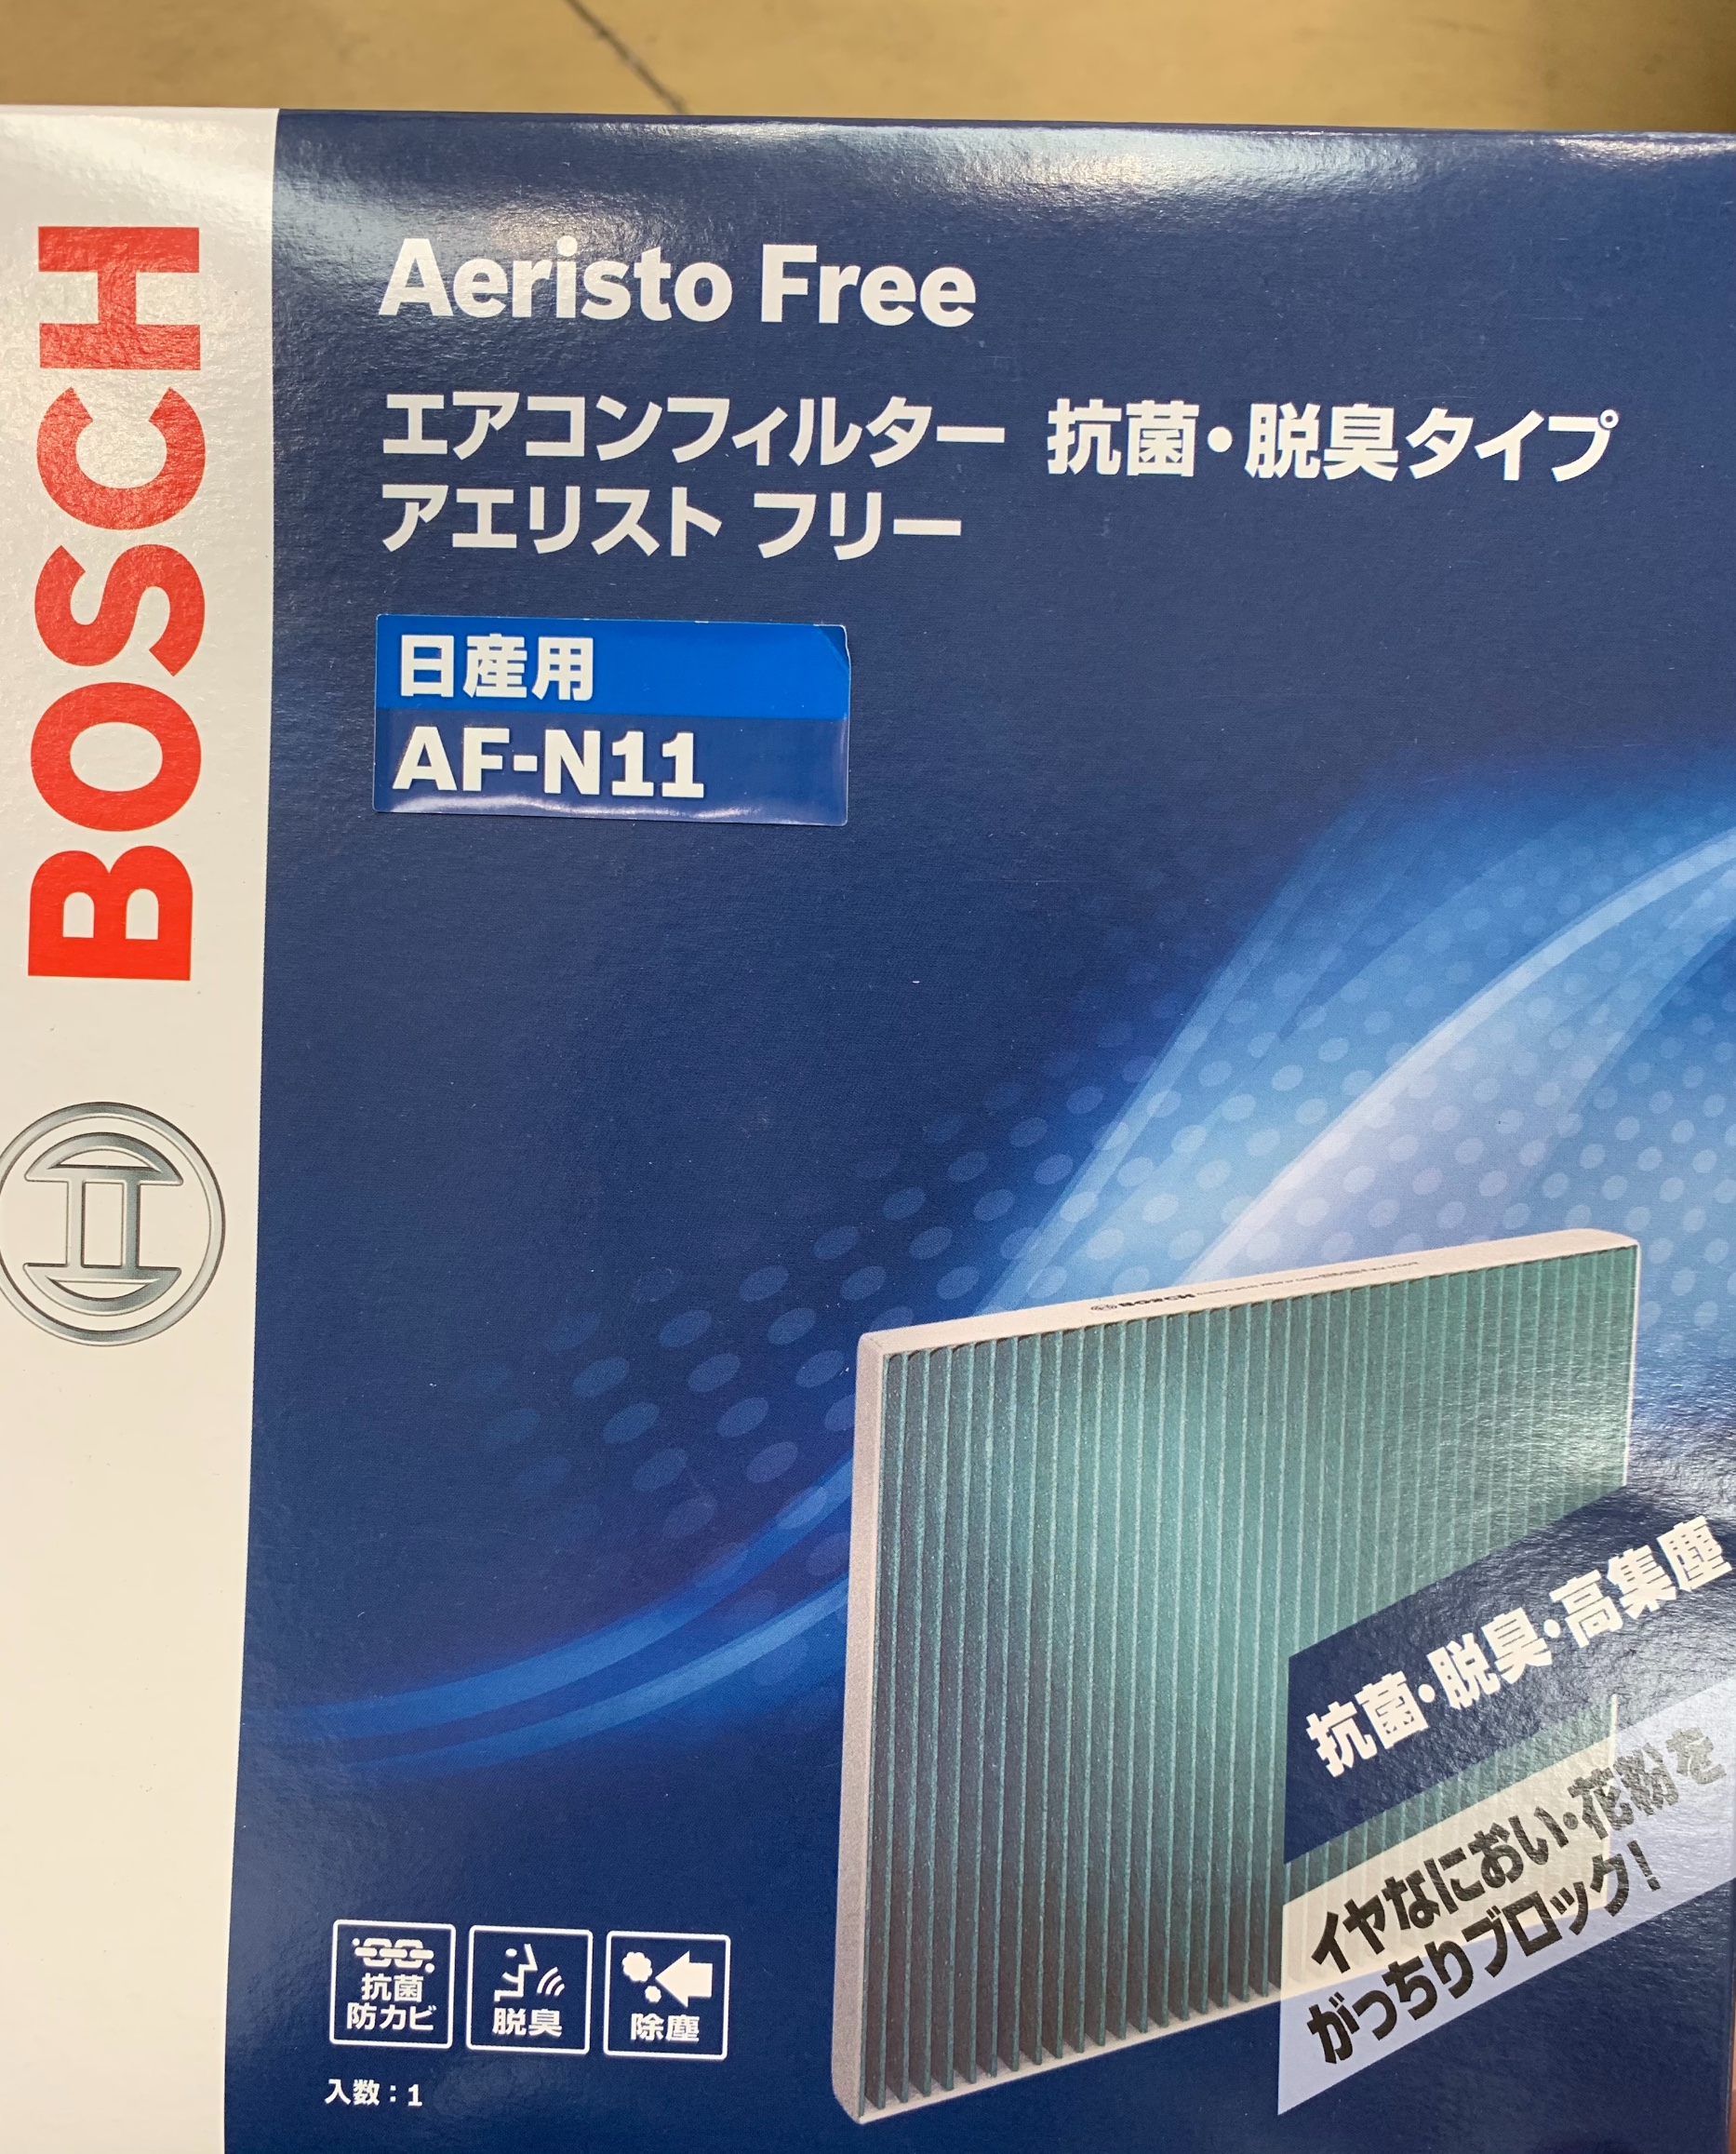 BOSCH
Aeristo Free
エアコンフィルター 抗菌・脱臭タイプ
アエリスト フリー
日産用
AF-N11
抗菌・脱臭・高集塵
イヤなにおい・花粉を
がっちりブロック!
抗菌
防カビ
脱臭
除塵
入数：1
BOSCH